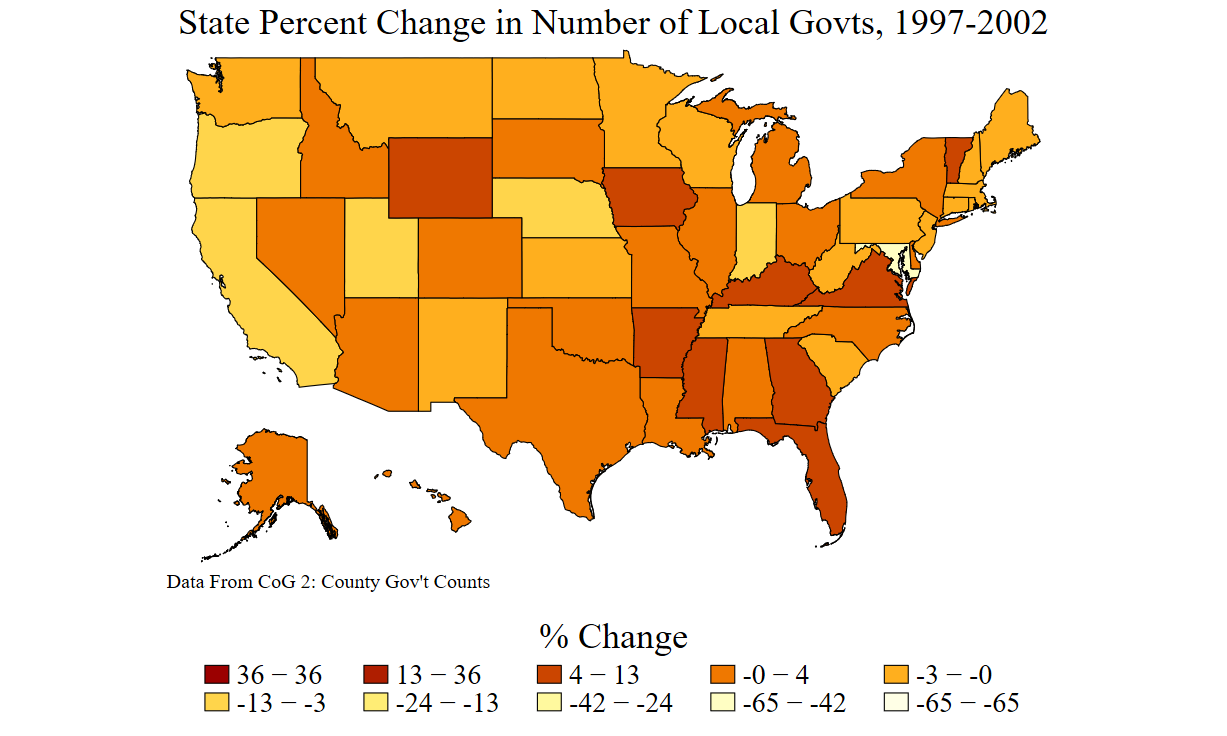 State Percent Change in Number of Local Govts, 1997-2002
Data From CoG 2: County Gov't Counts
% Change
36 − 36 13 − 36 4 − 13 -0 − 4 -3 − -0
-13 − -3 -24 − -13 -42 − -24 -65 − -42 -65 − -65